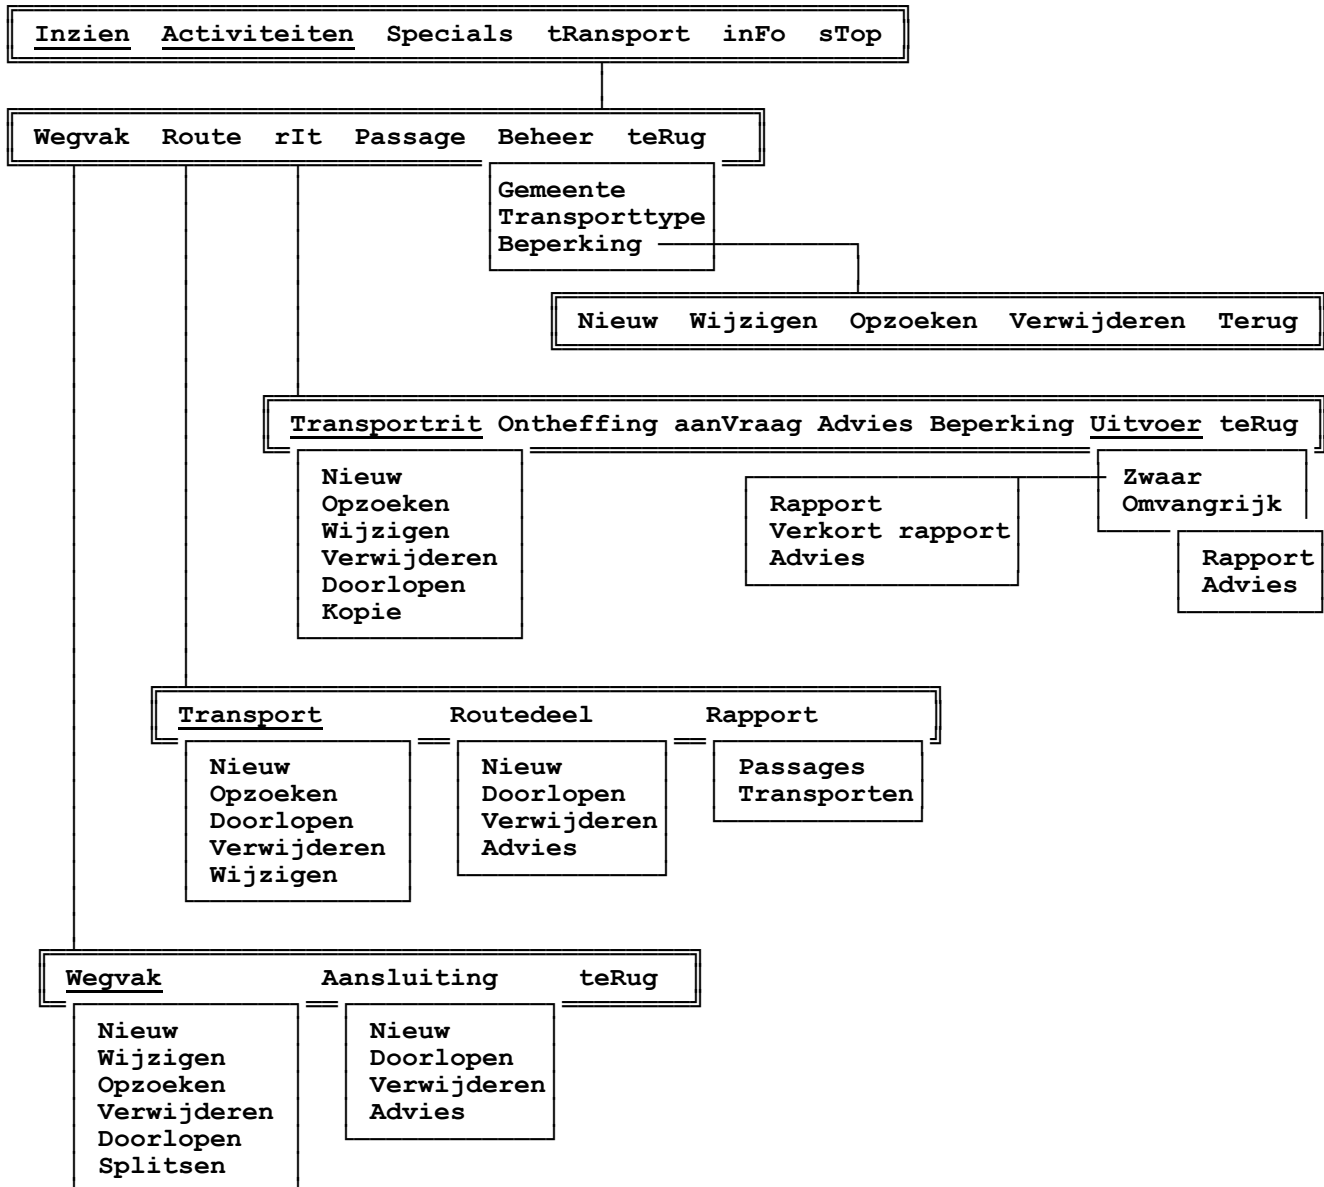 Inzien Activiteiten Specials tRansport inFo sTop
Wegvak Route rIt Passage Beheer teRug
Gemeente
Transporttype
Beperking
Nieuw Wijzigen Opzoeken Verwijderen Terug
Transportrit Ontheffing aanVraag Advies Beperking Uitvoer teRug
Nieuw
Opzoeken
Wijzigen
Verwijderen
Doorlopen
Kopie
Rapport
Verkort rapport
Advies
Zwaar
Omvangrijk
Rapport
Advies
Transport Routedeel Rapport
Nieuw
Opzoeken
Doorlopen
Verwijderen
Wijzigen
Nieuw
Doorlopen
Verwijderen
Advies
Passages
Transporten
Wegvak Aansluiting teRug
Nieuw
Wijzigen
Opzoeken
Verwijderen
Doorlopen
Splitsen
Nieuw
Doorlopen
Verwijderen
Advies